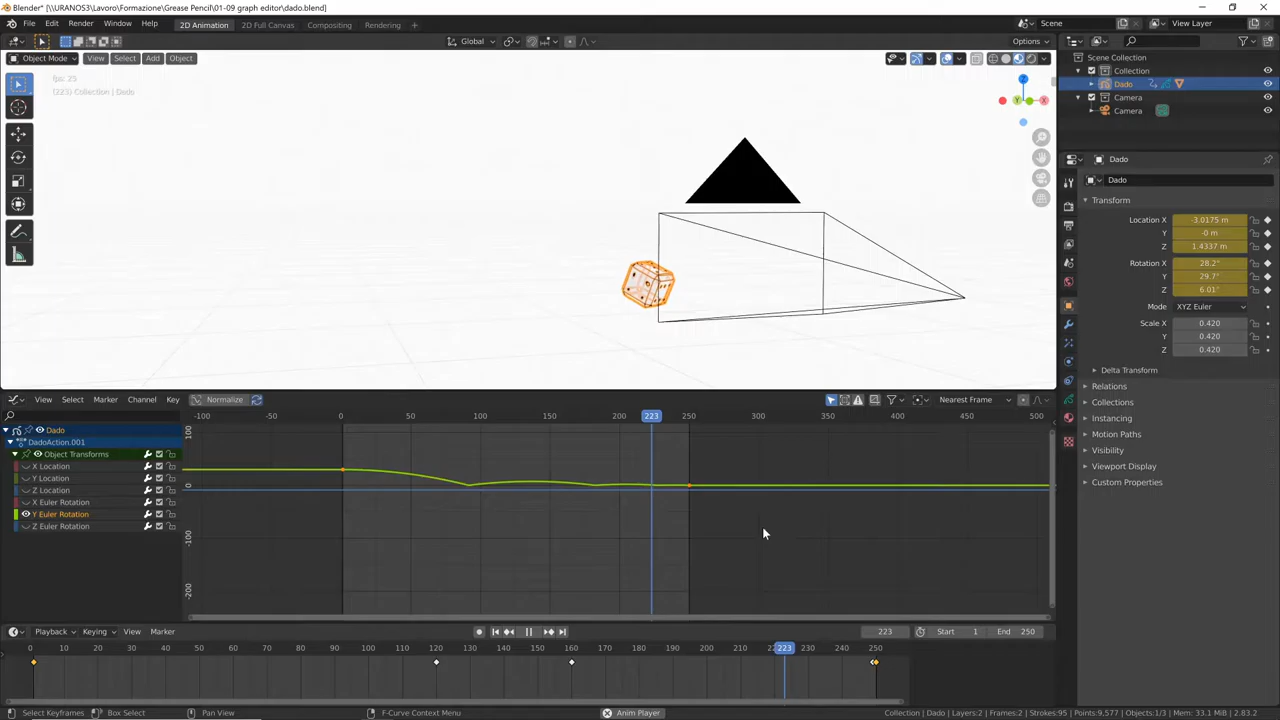 Blender* [\\URANOS3\Lavoro\Formazione\Grease Pencil\01-09 graph editor\dado.blend]
File Edit Render Window Help 2D Animation 2D Full Canvas Compositing Rendering Scene View Layer
Global Options
Object Mode View Select Add Object
fps: 25
(223) Collection | Dado
Scene Collection
Collection
Dado
Camera
Camera
Dado
Dado
Transform
Location X -3.0175 m
Y -0 m
Z 1.4337 m
Rotation X 28.2°
Y 29.7°
Z 6.01°
Mode XYZ Euler
Scale X 0.420
Y 0.420
Z 0.420
Delta Transform
Relations
Collections
Instancing
Motion Paths
Visibility
Viewport Display
Custom Properties
View Select Marker Channel Key Normalize Nearest Frame
-100 0 50 100 150 200 223 250 300 350 400 450 500
100
0
-100
-200
Dado
DadoAction.001
Object Transforms
X Location
Y Location
Z Location
X Euler Rotation
Y Euler Rotation
Z Euler Rotation
Playback Keying View Marker 223 Start 1 End 250
0 10 20 30 40 50 60 70 80 90 100 110 120 130 140 150 160 170 180 190 200 210 223 230 240 250
Select Keyframes Box Select Pan View F-Curve Context Menu Anim Player Collection | Dado | Layers:2 | Frames:2 | Strokes:95 | Points:9,577 | Objects:1/3 | Mem: 33.1 MiB | 2.83.2